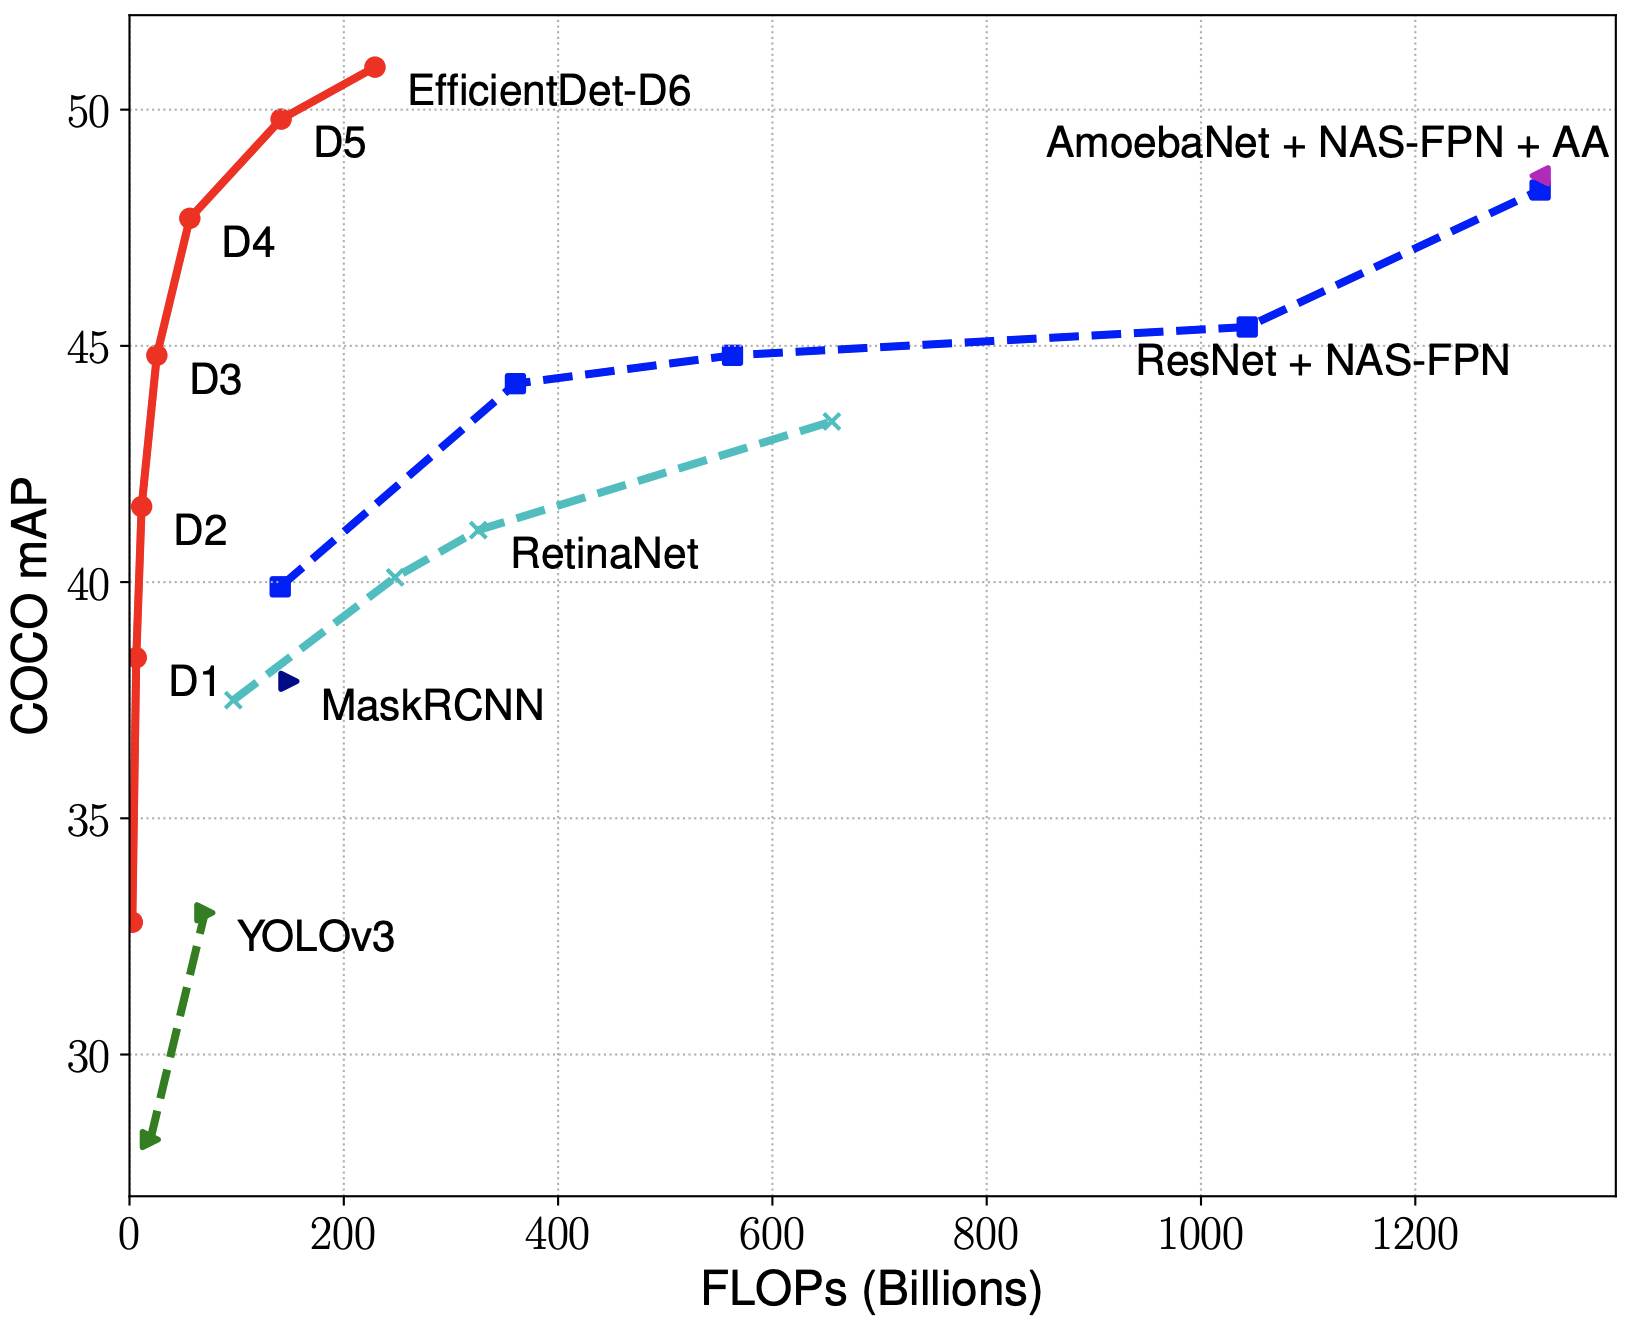 EfficientDet-D6
50
AmoebaNet + NAS-FPN + AA
D5
D4
45
ResNet + NAS-FPN
D3
D2
RetinaNet
40
COCO mAP
D1
MaskRCNN
35
YOLOv3
30
0 200 400 600 800 1000 1200
FLOPs (Billions)